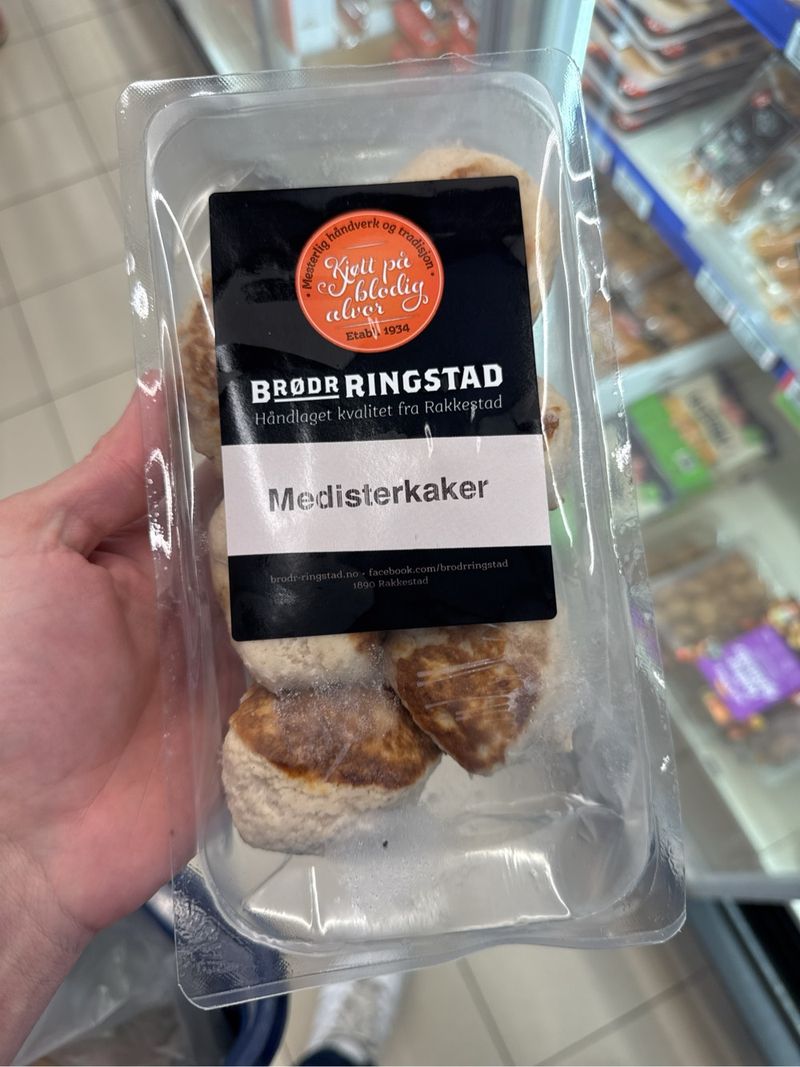 Mesterlig håndverk og tradisjon
Kjøtt på
blodig
alvor
Etabl 1934
BRØDR RINGSTAD
Håndlaget kvalitet fra Rakkestad
Medisterkaker
brodr-ringstad.no - facebook.com/brodrringstad
1890 Rakkestad